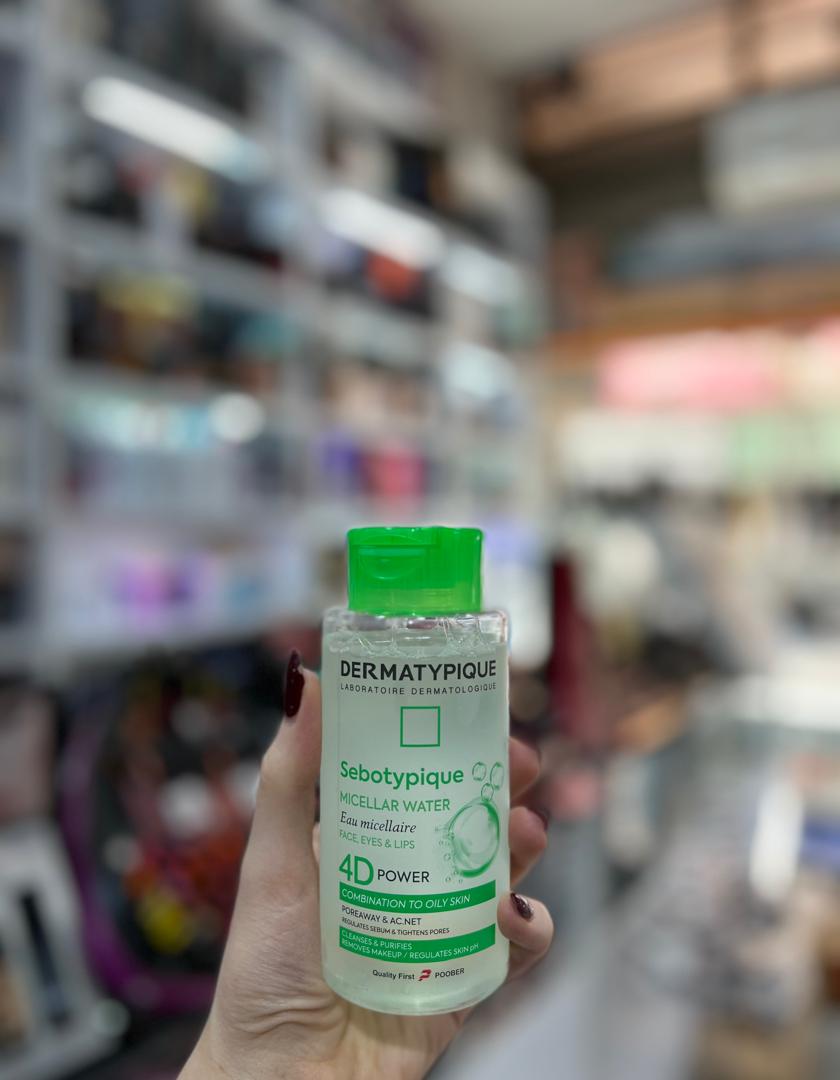 DERMATYPIQUE
LABORATOIRE DERMATOLOGIQUE
Sebotypique
MICELLAR WATER
Eau micellaire
FACE, EYES & LIPS
4D POWER
COMBINATION TO OILY SKIN
POREAWAY & AC.NET
REGULATES SEBUM & TIGHTENS PORES
CLEANSES & PURIFIES
REMOVES MAKEUP / REGULATES SKIN pH
Quality First POOBER